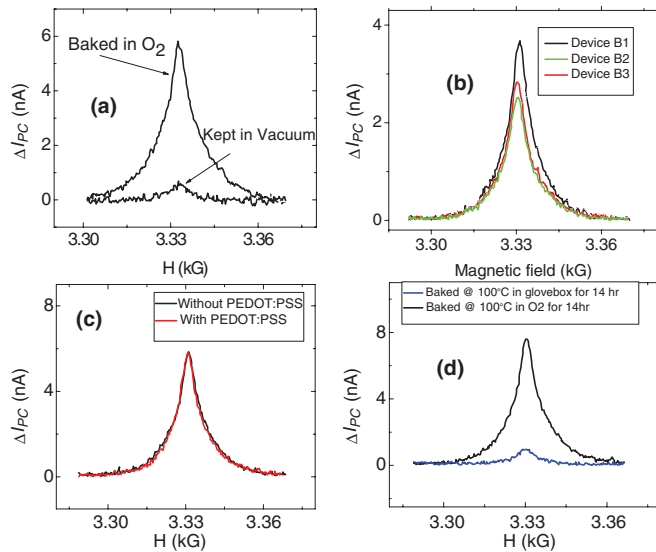 Baked in O2
(a)
Kept in Vacuum
ΔIPC (nA)
6
4
2
0
3.30 3.33 3.36
H (kG)
(b)
Device B1
Device B2
Device B3
ΔIPC (nA)
4
2
0
3.30 3.33 3.36
Magnetic field (kG)
(c)
Without PEDOT:PSS
With PEDOT:PSS
ΔIPC (nA)
8
4
0
3.30 3.33 3.36
H (kG)
Baked @ 100°C in glovebox for 14 hr
Baked @ 100°C in O2 for 14hr
(d)
ΔIPC (nA)
8
4
0
3.30 3.33 3.36
H (kG)